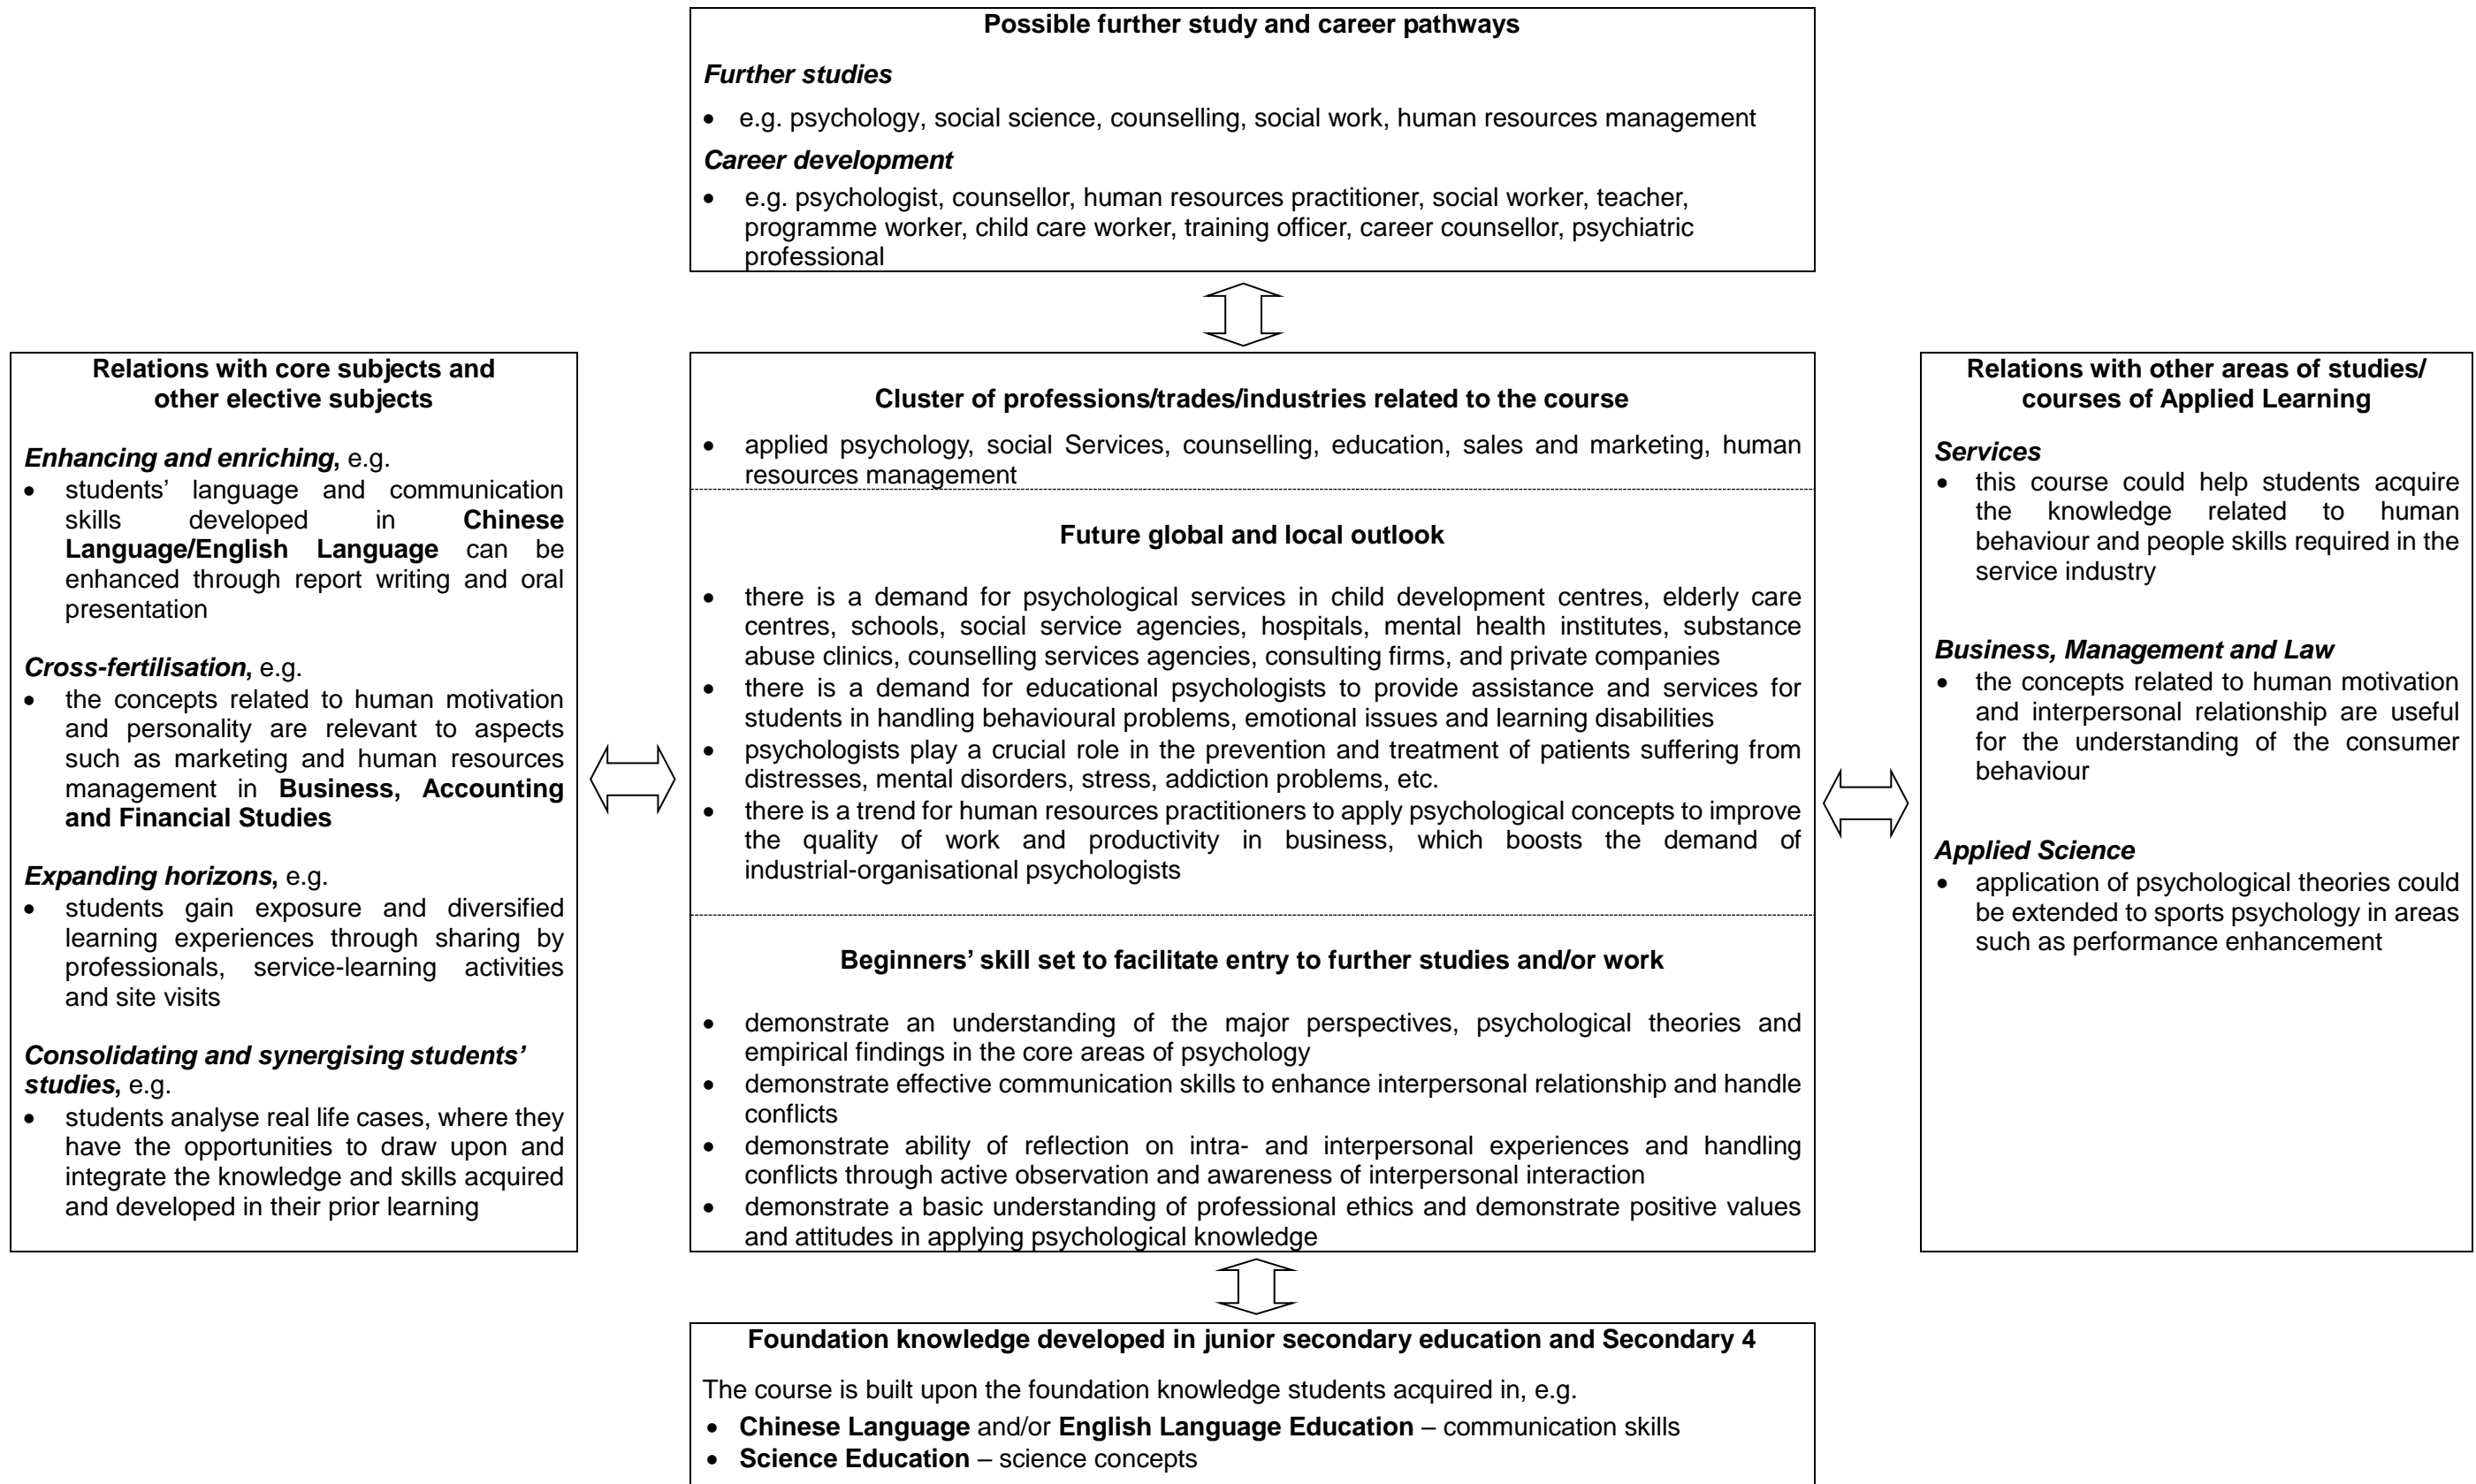 Possible further study and career pathways
Further studies
• e.g. psychology, social science, counselling, social work, human resources management
Career development
• e.g. psychologist, counsellor, human resources practitioner, social worker, teacher,
programme worker, child care worker, training officer, career counsellor, psychiatric
professional
Relations with core subjects and
other elective subjects
Enhancing and enriching, e.g.
• students’ language and communication
skills developed in Chinese
Language/English Language can be
enhanced through report writing and oral
presentation
Cross-fertilisation, e.g.
• the concepts related to human motivation
and personality are relevant to aspects
such as marketing and human resources
management in Business, Accounting
and Financial Studies
Expanding horizons, e.g.
• students gain exposure and diversified
learning experiences through sharing by
professionals, service-learning activities
and site visits
Consolidating and synergising students’
studies, e.g.
• students analyse real life cases, where they
have the opportunities to draw upon and
integrate the knowledge and skills acquired
and developed in their prior learning
Cluster of professions/trades/industries related to the course
• applied psychology, social Services, counselling, education, sales and marketing, human
resources management
Future global and local outlook
• there is a demand for psychological services in child development centres, elderly care
centres, schools, social service agencies, hospitals, mental health institutes, substance
abuse clinics, counselling services agencies, consulting firms, and private companies
• there is a demand for educational psychologists to provide assistance and services for
students in handling behavioural problems, emotional issues and learning disabilities
• psychologists play a crucial role in the prevention and treatment of patients suffering from
distresses, mental disorders, stress, addiction problems, etc.
• there is a trend for human resources practitioners to apply psychological concepts to improve
the quality of work and productivity in business, which boosts the demand of
industrial-organisational psychologists
Beginners’ skill set to facilitate entry to further studies and/or work
• demonstrate an understanding of the major perspectives, psychological theories and
empirical findings in the core areas of psychology
• demonstrate effective communication skills to enhance interpersonal relationship and handle
conflicts
• demonstrate ability of reflection on intra- and interpersonal experiences and handling
conflicts through active observation and awareness of interpersonal interaction
• demonstrate a basic understanding of professional ethics and demonstrate positive values
and attitudes in applying psychological knowledge
Relations with other areas of studies/
courses of Applied Learning
Services
• this course could help students acquire
the knowledge related to human
behaviour and people skills required in the
service industry
Business, Management and Law
• the concepts related to human motivation
and interpersonal relationship are useful
for the understanding of the consumer
behaviour
Applied Science
• application of psychological theories could
be extended to sports psychology in areas
such as performance enhancement
Foundation knowledge developed in junior secondary education and Secondary 4
The course is built upon the foundation knowledge students acquired in, e.g.
• Chinese Language and/or English Language Education – communication skills
• Science Education – science concepts